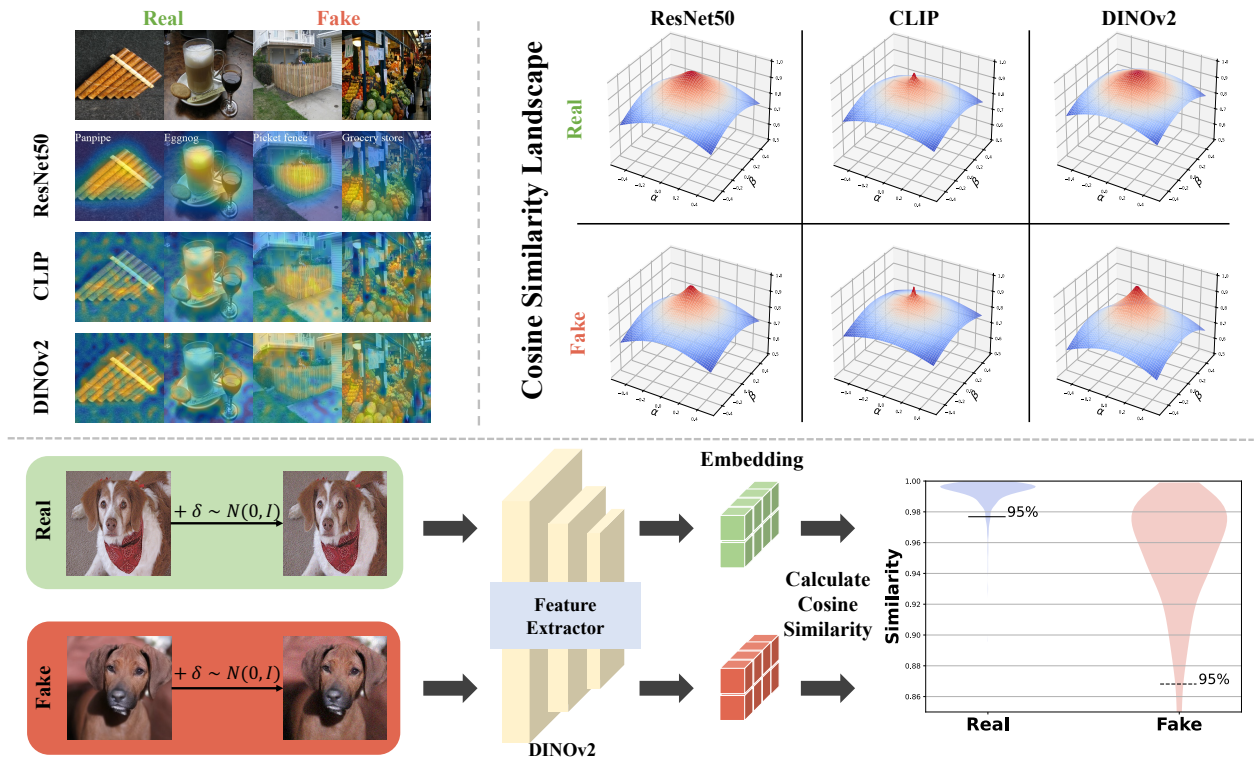 Real
Fake
ResNet50
Panpipe
Eggnog
Picket fence
Grocery store
CLIP
DINOv2
Cosine Similarity Landscape
ResNet50
CLIP
DINOv2
Real
Fake
α
β
α
β
α
β
α
β
α
β
α
β
Real
+ δ ~ N(0, I)
Fake
+ δ ~ N(0, I)
Feature
Extractor
DINOv2
Embedding
Calculate
Cosine
Similarity
Similarity
1.00
0.98
0.96
0.94
0.92
0.90
0.88
0.86
95%
95%
Real
Fake